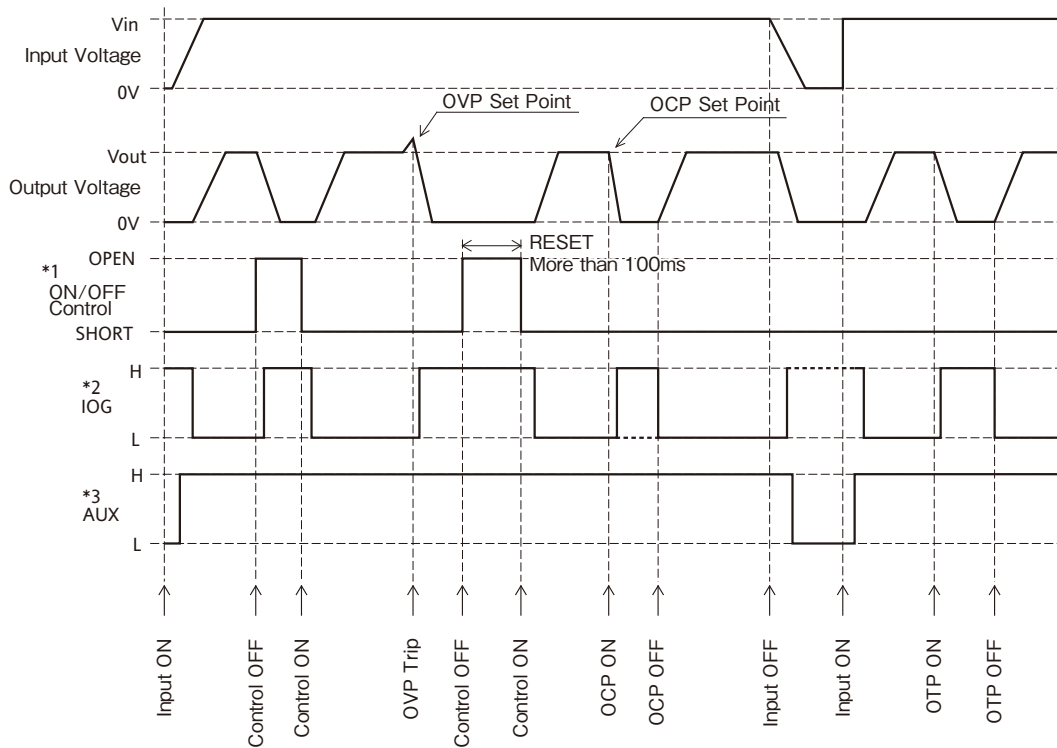 Vin
Input Voltage
0V
OVP Set Point
OCP Set Point
Vout
Output Voltage
0V
RESET
More than 100ms
OPEN
*1
ON/OFF
Control
SHORT
H
*2
IOG
L
H
*3
AUX
L
Input ON
Control OFF
Control ON
OVP Trip
Control OFF
Control ON
OCP ON
OCP OFF
Input OFF
Input ON
OTP ON
OTP OFF